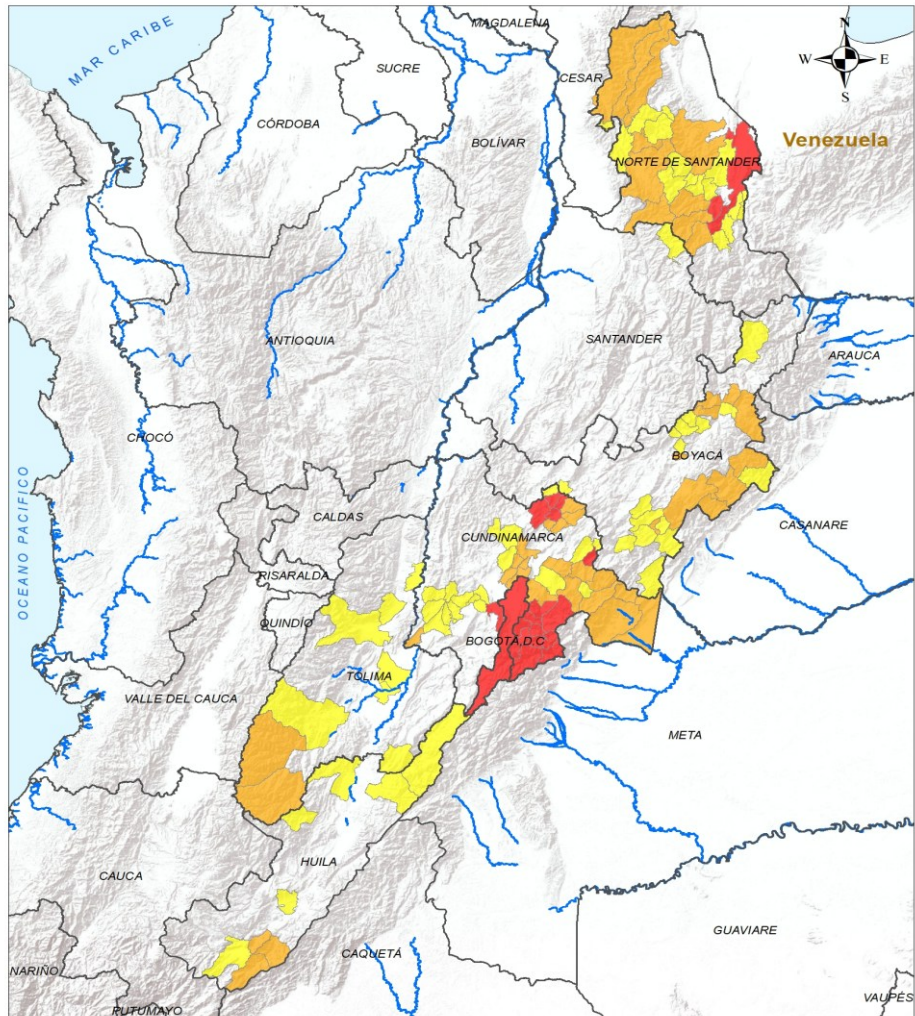 MAGDALENA
N
MAR CARIBE
SUCRE
CESAR
W
E
S
CÓRDOBA
BOLÍVAR
Venezuela
NORTE DE SANTANDER
ANTIOQUIA
SANTANDER
ARAUCA
CHOCÓ
BOYACÁ
OCEANO PACIFICO
CALDAS
CUNDINAMARCA
CASANARE
RISARALDA
QUINDÍO
BOGOTÁ,D.C
TOLIMA
VALLE DEL CAUCA
META
HUILA
CAUCA
GUAVIARE
CAQUETÁ
NARIÑO
VAUPÉS
PUTUMAYO